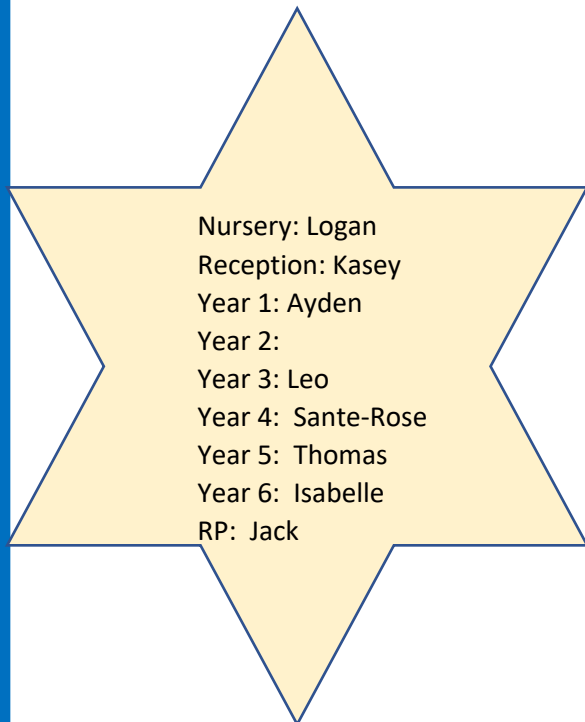 Nursery: Logan
Reception: Kasey
Year 1: Ayden
Year 2:
Year 3: Leo
Year 4:  Sante-Rose
Year 5:  Thomas
Year 6:  Isabelle
RP:  Jack